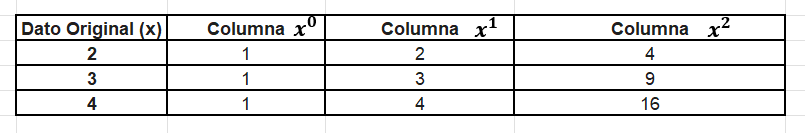 Dato Original (x) Columna x⁰ Columna x¹ Columna x²
2 1 2 4
3 1 3 9
4 1 4 16